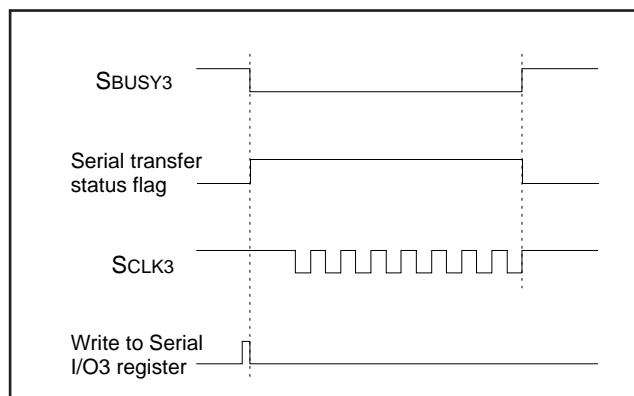 SBUSY3
Serial transfer
status flag
SCLK3
Write to Serial
I/O3 register